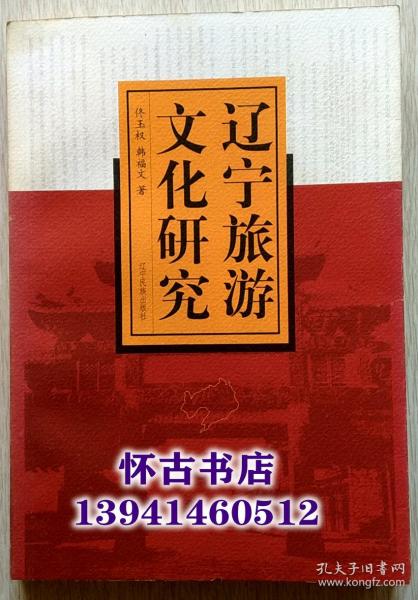 辽宁旅游
文化研究
佟玉权 韩福文 著
辽宁民族出版社
怀古书店
13941460512
孔夫子旧书网
www.kongfz.com